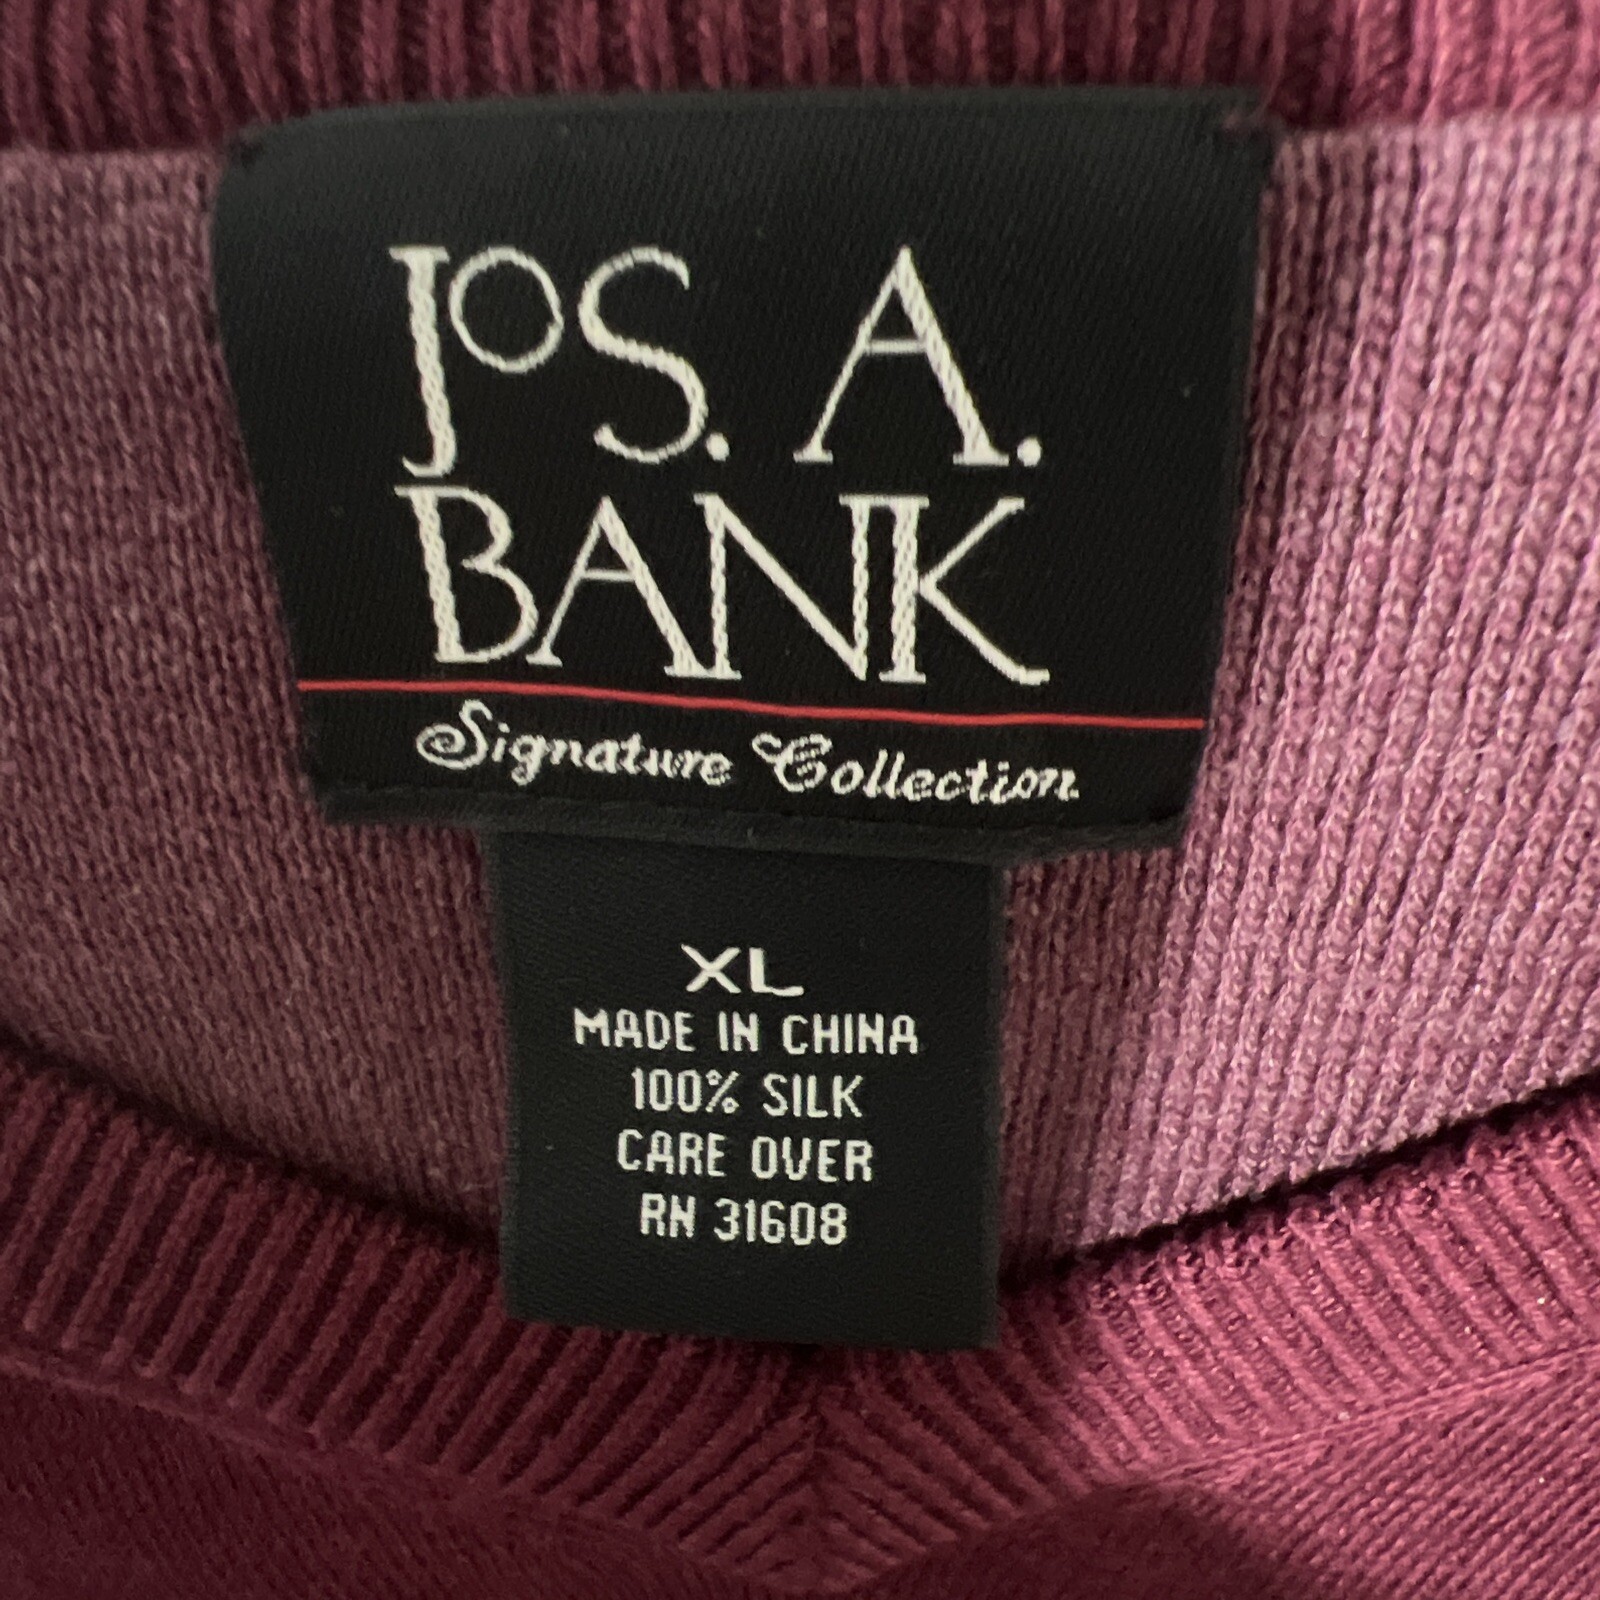 JoS. A.
BANK
Signature Collection
XL
MADE IN CHINA
100% SILK
CARE OVER
RN 31608